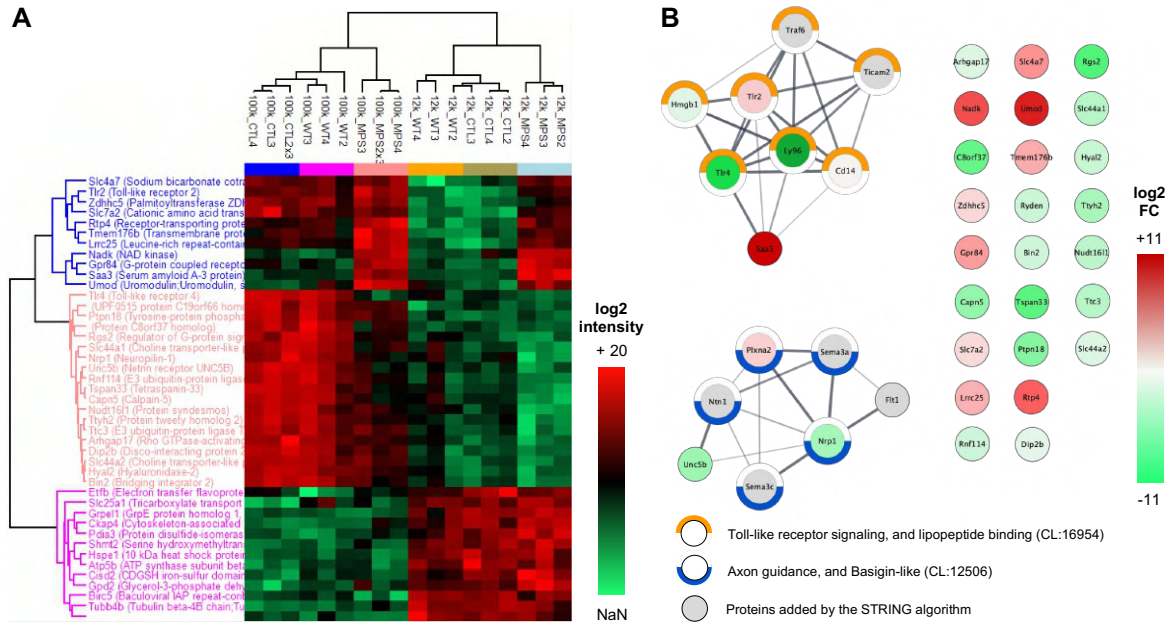 A
B
100k_CTL4
100k_CTL3
100k_CTL2x3
100k_WT3
100k_WT4
100k_WT2
100k_MPS3
100k_MPS2x3
100k_MPS4
12k_WT4
12k_WT3
12k_WT2
12k_CTL3
12k_CTL4
12k_CTL2
12k_MPS4
12k_MPS3
12k_MPS2
Slc4a7 (Sodium bicarbonate cotra
Tlr2 (Toll-like receptor 2)
Zdhhc5 (Palmitoyltransferase ZDH
Slc7a2 (Cationic amino acid trans
Rtp4 (Receptor-transporting prote
Tmem176b (Transmembrane prote
Lrrc25 (Leucine-rich repeat-contain
Nadk (NAD kinase)
Gpr84 (G-protein coupled recepto
Saa3 (Serum amyloid A-3 protein)
Umod (Uromodulin;Uromodulin, s
Tlr4 (Toll-like receptor 4)
(UPF0515 protein C19orf66 homo
Ptpn18 (Tyrosine-protein phospha
(Protein C8orf37 homolog)
Rgs2 (Regulator of G-protein sign
Slc44a1 (Choline transporter-like p
Nrp1 (Neuropilin-1)
Unc5b (Netrin receptor UNC5B)
Rnf114 (E3 ubiquitin-protein ligase
Tspan33 (Tetraspanin-33)
Capn5 (Calpain-5)
Nudt16l1 (Protein syndesmos)
Ttyh2 (Protein tweety homolog 2)
Ttc3 (E3 ubiquitin-protein ligase T
Arhgap17 (Rho GTPase-activating
Dip2b (Disco-interacting protein 2
Slc44a2 (Choline transporter-like p
Hyal2 (Hyaluronidase-2)
Bin2 (Bridging integrator 2)
Etfb (Electron transfer flavoprote
Slc25a1 (Tricarboxylate transport
Grpel1 (GrpE protein homolog 1,
Ckap4 (Cytoskeleton-associated
Pdia3 (Protein disulfide-isomeras
Shmt2 (Serine hydroxymethyltrans
Hspe1 (10 kDa heat shock protein
Atp5b (ATP synthase subunit beta
Cisd2 (CDGSH iron-sulfur domain
Gpd2 (Glycerol-3-phosphate dehy
Birc5 (Baculoviral IAP repeat-cont
Tubb4b (Tubulin beta-4B chain;Tu
log2
intensity
+ 20
NaN
Traf6
Ticam2
Tlr2
Hmgb1
Ly96
Tlr4
Cd14
Saa3
Plxna2
Sema3a
Ntn1
Flt1
Nrp1
Unc5b
Sema3c
Arhgap17
Slc4a7
Rgs2
Nadk
Umod
Slc44a1
C8orf37
Tmem176b
Hyal2
Zdhhc5
Ryden
Ttyh2
Gpr84
Bin2
Nudt16l1
Capn5
Tspan33
Ttc3
Slc7a2
Ptpn18
Slc44a2
Lrrc25
Rtp4
Rnf114
Dip2b
log2
FC
+11
-11
Toll-like receptor signaling, and lipopeptide binding (CL:16954)
Axon guidance, and Basigin-like (CL:12506)
Proteins added by the STRING algorithm